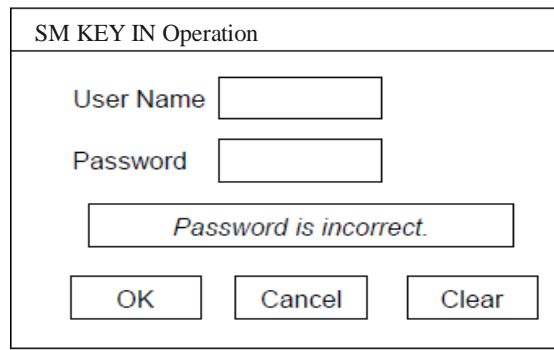 SM KEY IN Operation
User Name
Password
Password is incorrect.
OK Cancel Clear